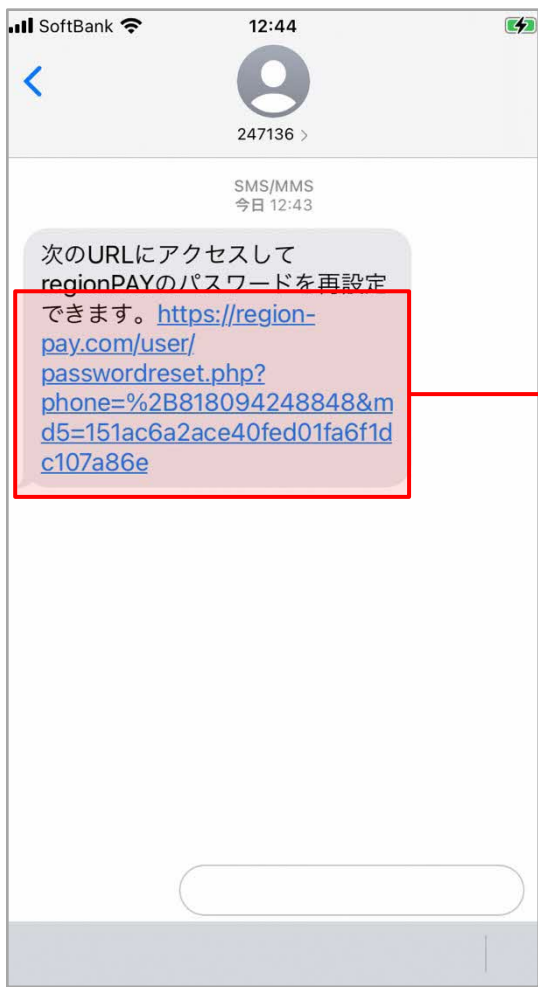 SoftBank
12:44
247136 >
SMS/MMS
今日 12:43
次のURLにアクセスして
regionPAYのパスワードを再設定
できます。https://region-
pay.com/user/
passwordreset.php?
phone=%2B818094248848&m
d5=151ac6a2ace40fed01fa6f1d
c107a86e